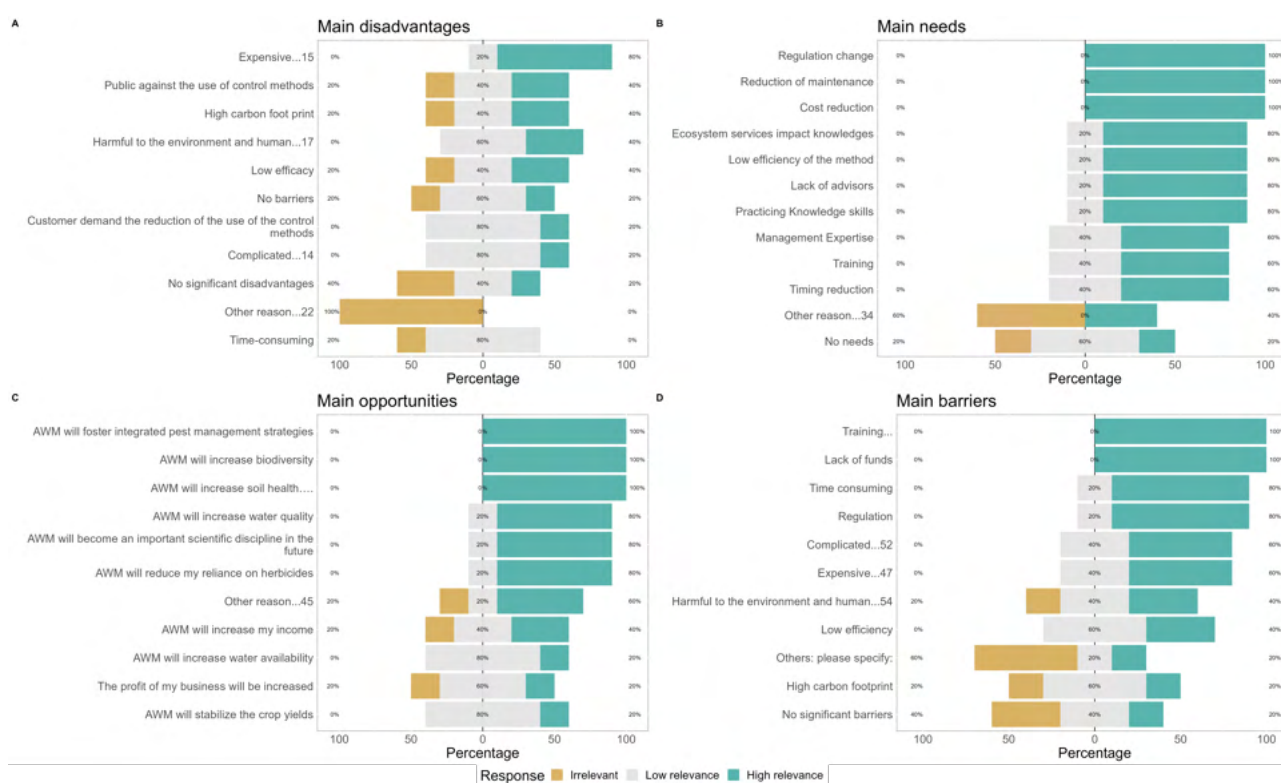 A
Main disadvantages
Expensive...15
0%
20%
80%
Public against the use of control methods
20%
40%
40%
High carbon foot print
20%
40%
40%
Harmful to the environment and human...17
0%
60%
40%
Low efficacy
20%
40%
40%
No barriers
20%
60%
20%
Customer demand the reduction of the use of the control
methods
0%
80%
20%
Complicated...14
0%
80%
20%
No significant disadvantages
40%
40%
20%
Other reason...22
100%
0%
0%
Time-consuming
20%
80%
0%
100 50 0 50 100
Percentage
B
Main needs
Regulation change
0%
0%
100%
Reduction of maintenance
0%
0%
100%
Cost reduction
0%
0%
100%
Ecosystem services impact knowledges
0%
20%
80%
Low efficiency of the method
0%
20%
80%
Lack of advisors
0%
20%
80%
Practicing Knowledge skills
0%
20%
80%
Management Expertise
0%
40%
60%
Training
0%
40%
60%
Timing reduction
0%
40%
60%
Other reason...34
60%
0%
40%
No needs
20%
60%
20%
100 50 0 50 100
Percentage
C
Main opportunities
AWM will foster integrated pest management strategies
0%
0%
100%
AWM will increase biodiversity
0%
0%
100%
AWM will increase soil health....
0%
0%
100%
AWM will increase water quality
0%
20%
80%
AWM will become an important scientific discipline in the
future
0%
20%
80%
AWM will reduce my reliance on herbicides
0%
20%
80%
Other reason...45
20%
20%
60%
AWM will increase my income
20%
40%
40%
AWM will increase water availability
0%
80%
20%
The profit of my business will be increased
20%
60%
20%
AWM will stabilize the crop yields
0%
80%
20%
100 50 0 50 100
Percentage
D
Main barriers
Training...
0%
0%
100%
Lack of funds
0%
0%
100%
Time consuming
0%
20%
80%
Regulation
0%
20%
80%
Complicated...52
0%
40%
60%
Expensive...47
0%
40%
60%
Harmful to the environment and human...54
20%
40%
40%
Low efficiency
0%
60%
40%
Others: please specify:
60%
20%
20%
High carbon footprint
20%
60%
20%
No significant barriers
40%
40%
20%
100 50 0 50 100
Percentage
Response Irrelevant Low relevance High relevance